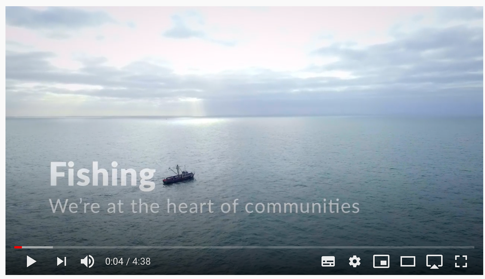 Fishing
We're at the heart of communities
0:04 / 4:38